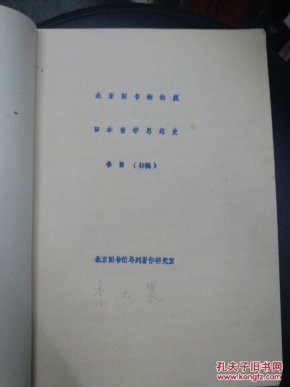 北京图书馆馆藏
日本哲学思想史
书目（初稿）
北京图书馆马列著作研究室
孔夫子旧书网